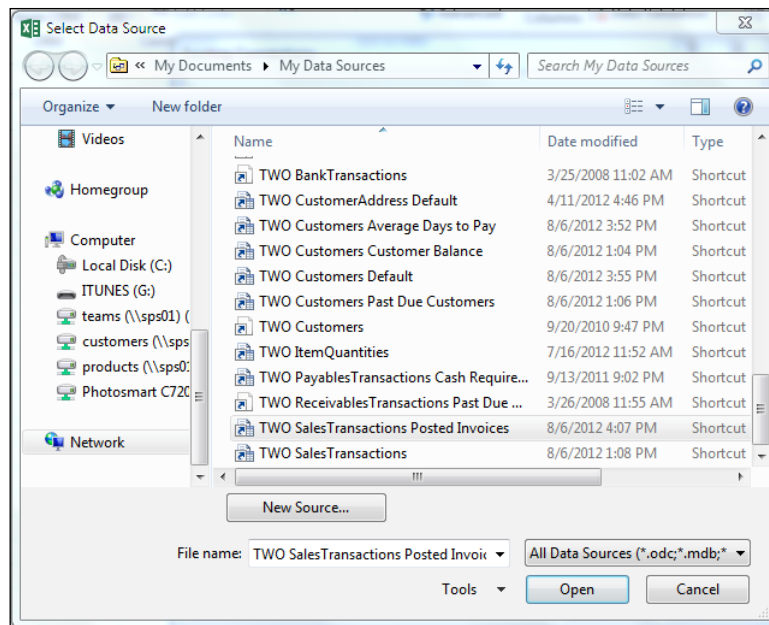 Select Data Source
« My Documents My Data Sources Search My Data Sources
Organize New folder
Videos
Homegroup
Computer
Local Disk (C:)
ITUNES (G:)
teams (\\sps01) (
customers (\\sps
products (\\sps0
Photosmart C720
Network
Name Date modified Type
TWO BankTransactions 3/25/2008 11:02 AM Shortcut
TWO CustomerAddress Default 4/11/2012 4:46 PM Shortcut
TWO Customers Average Days to Pay 8/6/2012 3:52 PM Shortcut
TWO Customers Customer Balance 8/6/2012 1:04 PM Shortcut
TWO Customers Default 8/6/2012 3:55 PM Shortcut
TWO Customers Past Due Customers 8/6/2012 1:06 PM Shortcut
TWO Customers 9/20/2010 9:47 PM Shortcut
TWO ItemQuantities 7/16/2012 11:52 AM Shortcut
TWO PayablesTransactions Cash Require... 9/13/2011 9:02 PM Shortcut
TWO ReceivablesTransactions Past Due ... 3/26/2008 11:55 AM Shortcut
TWO SalesTransactions Posted Invoices 8/6/2012 4:07 PM Shortcut
TWO SalesTransactions 8/6/2012 1:08 PM Shortcut
New Source...
File name: TWO SalesTransactions Posted Invoic All Data Sources (*.odc;*.mdb;*
Tools Open Cancel